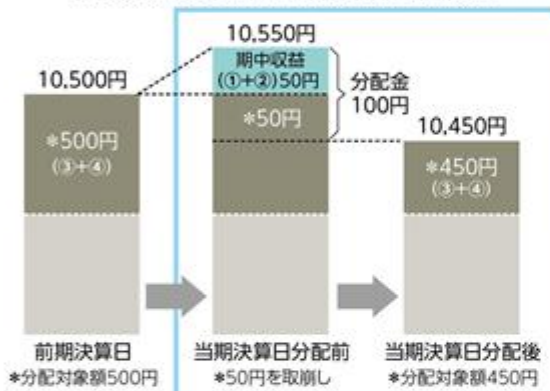 10,550円
期中収益
(①+②)50円
分配金
100円
10,500円
*500円
(③+④)
*50円
10,450円
*450円
(③+④)
前期決算日
*分配対象額500円
当期決算日分配前
*50円を取崩し
当期決算日分配後
*分配対象額450円